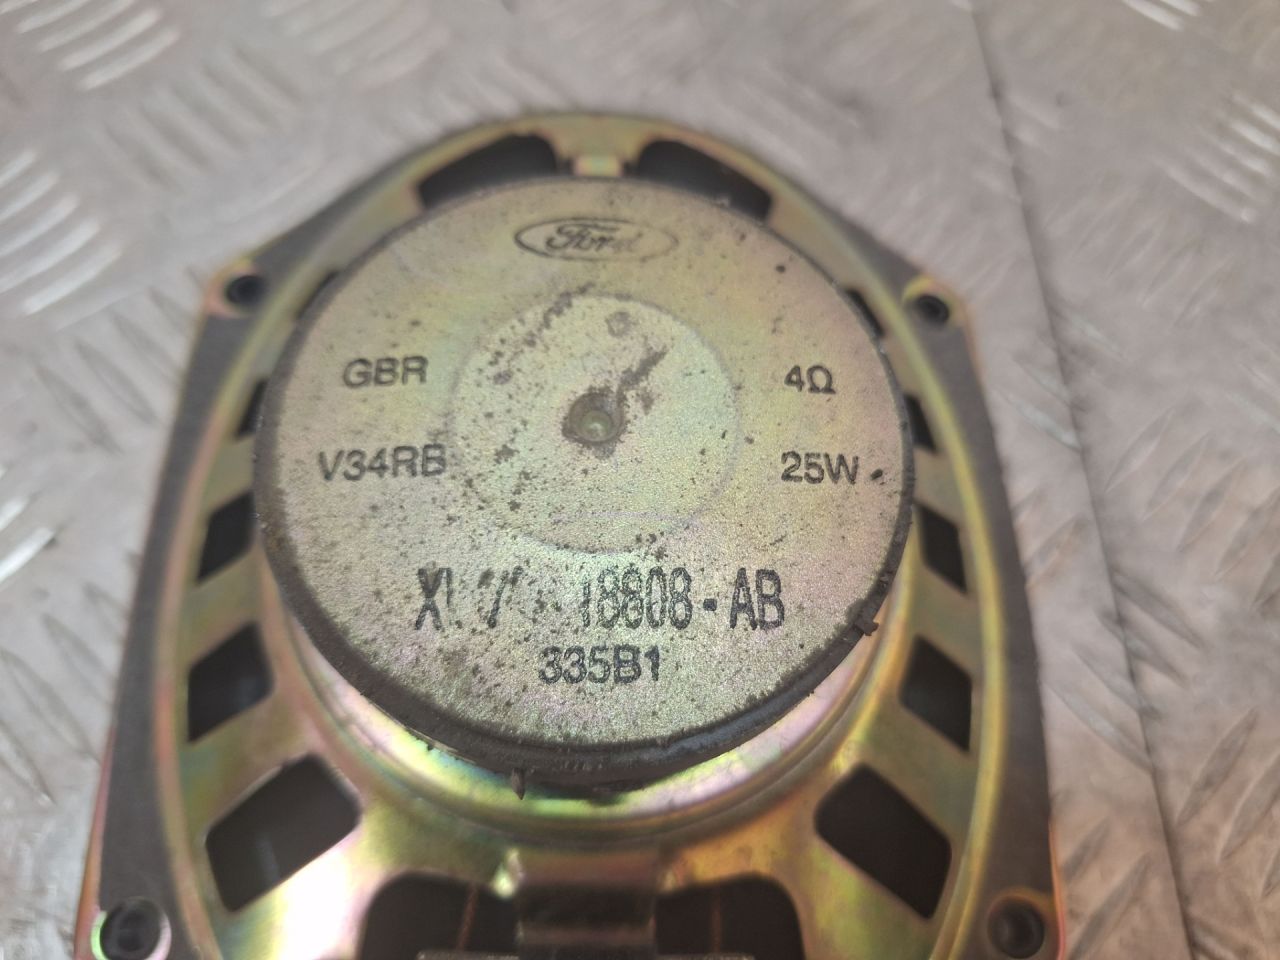 Ford
GBR
4Ω
V34RB
25W
18808-AB
335B1